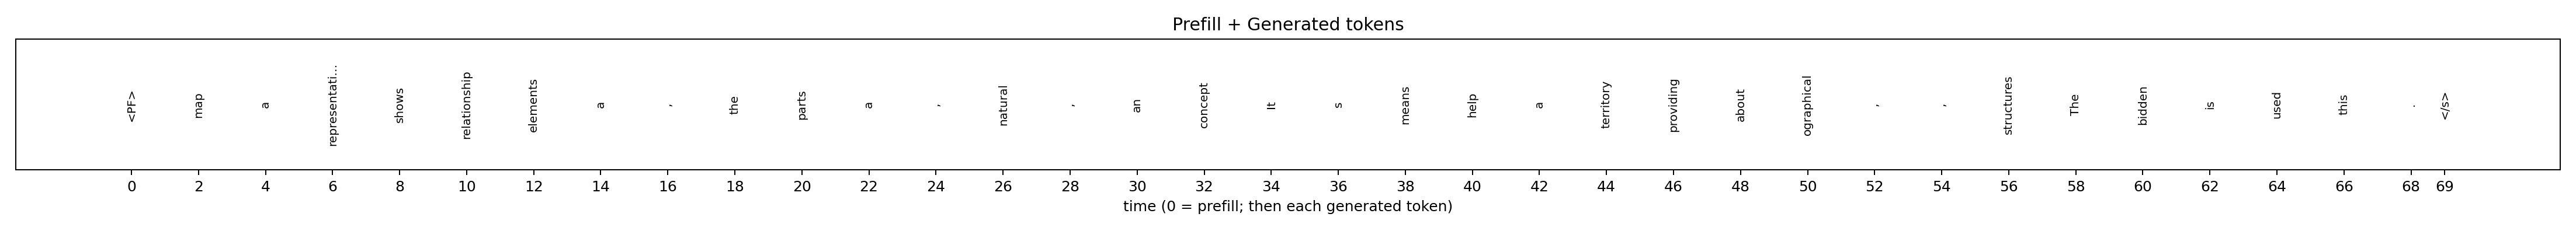 Prefill + Generated tokens
<PF> map a representati... shows relationship elements a , the parts a , natural , an concept It s means help a territory providing about ographical , , structures The bidden is used this . </s>
0 2 4 6 8 10 12 14 16 18 20 22 24 26 28 30 32 34 36 38 40 42 44 46 48 50 52 54 56 58 60 62 64 66 68 69
time (0 = prefill; then each generated token)